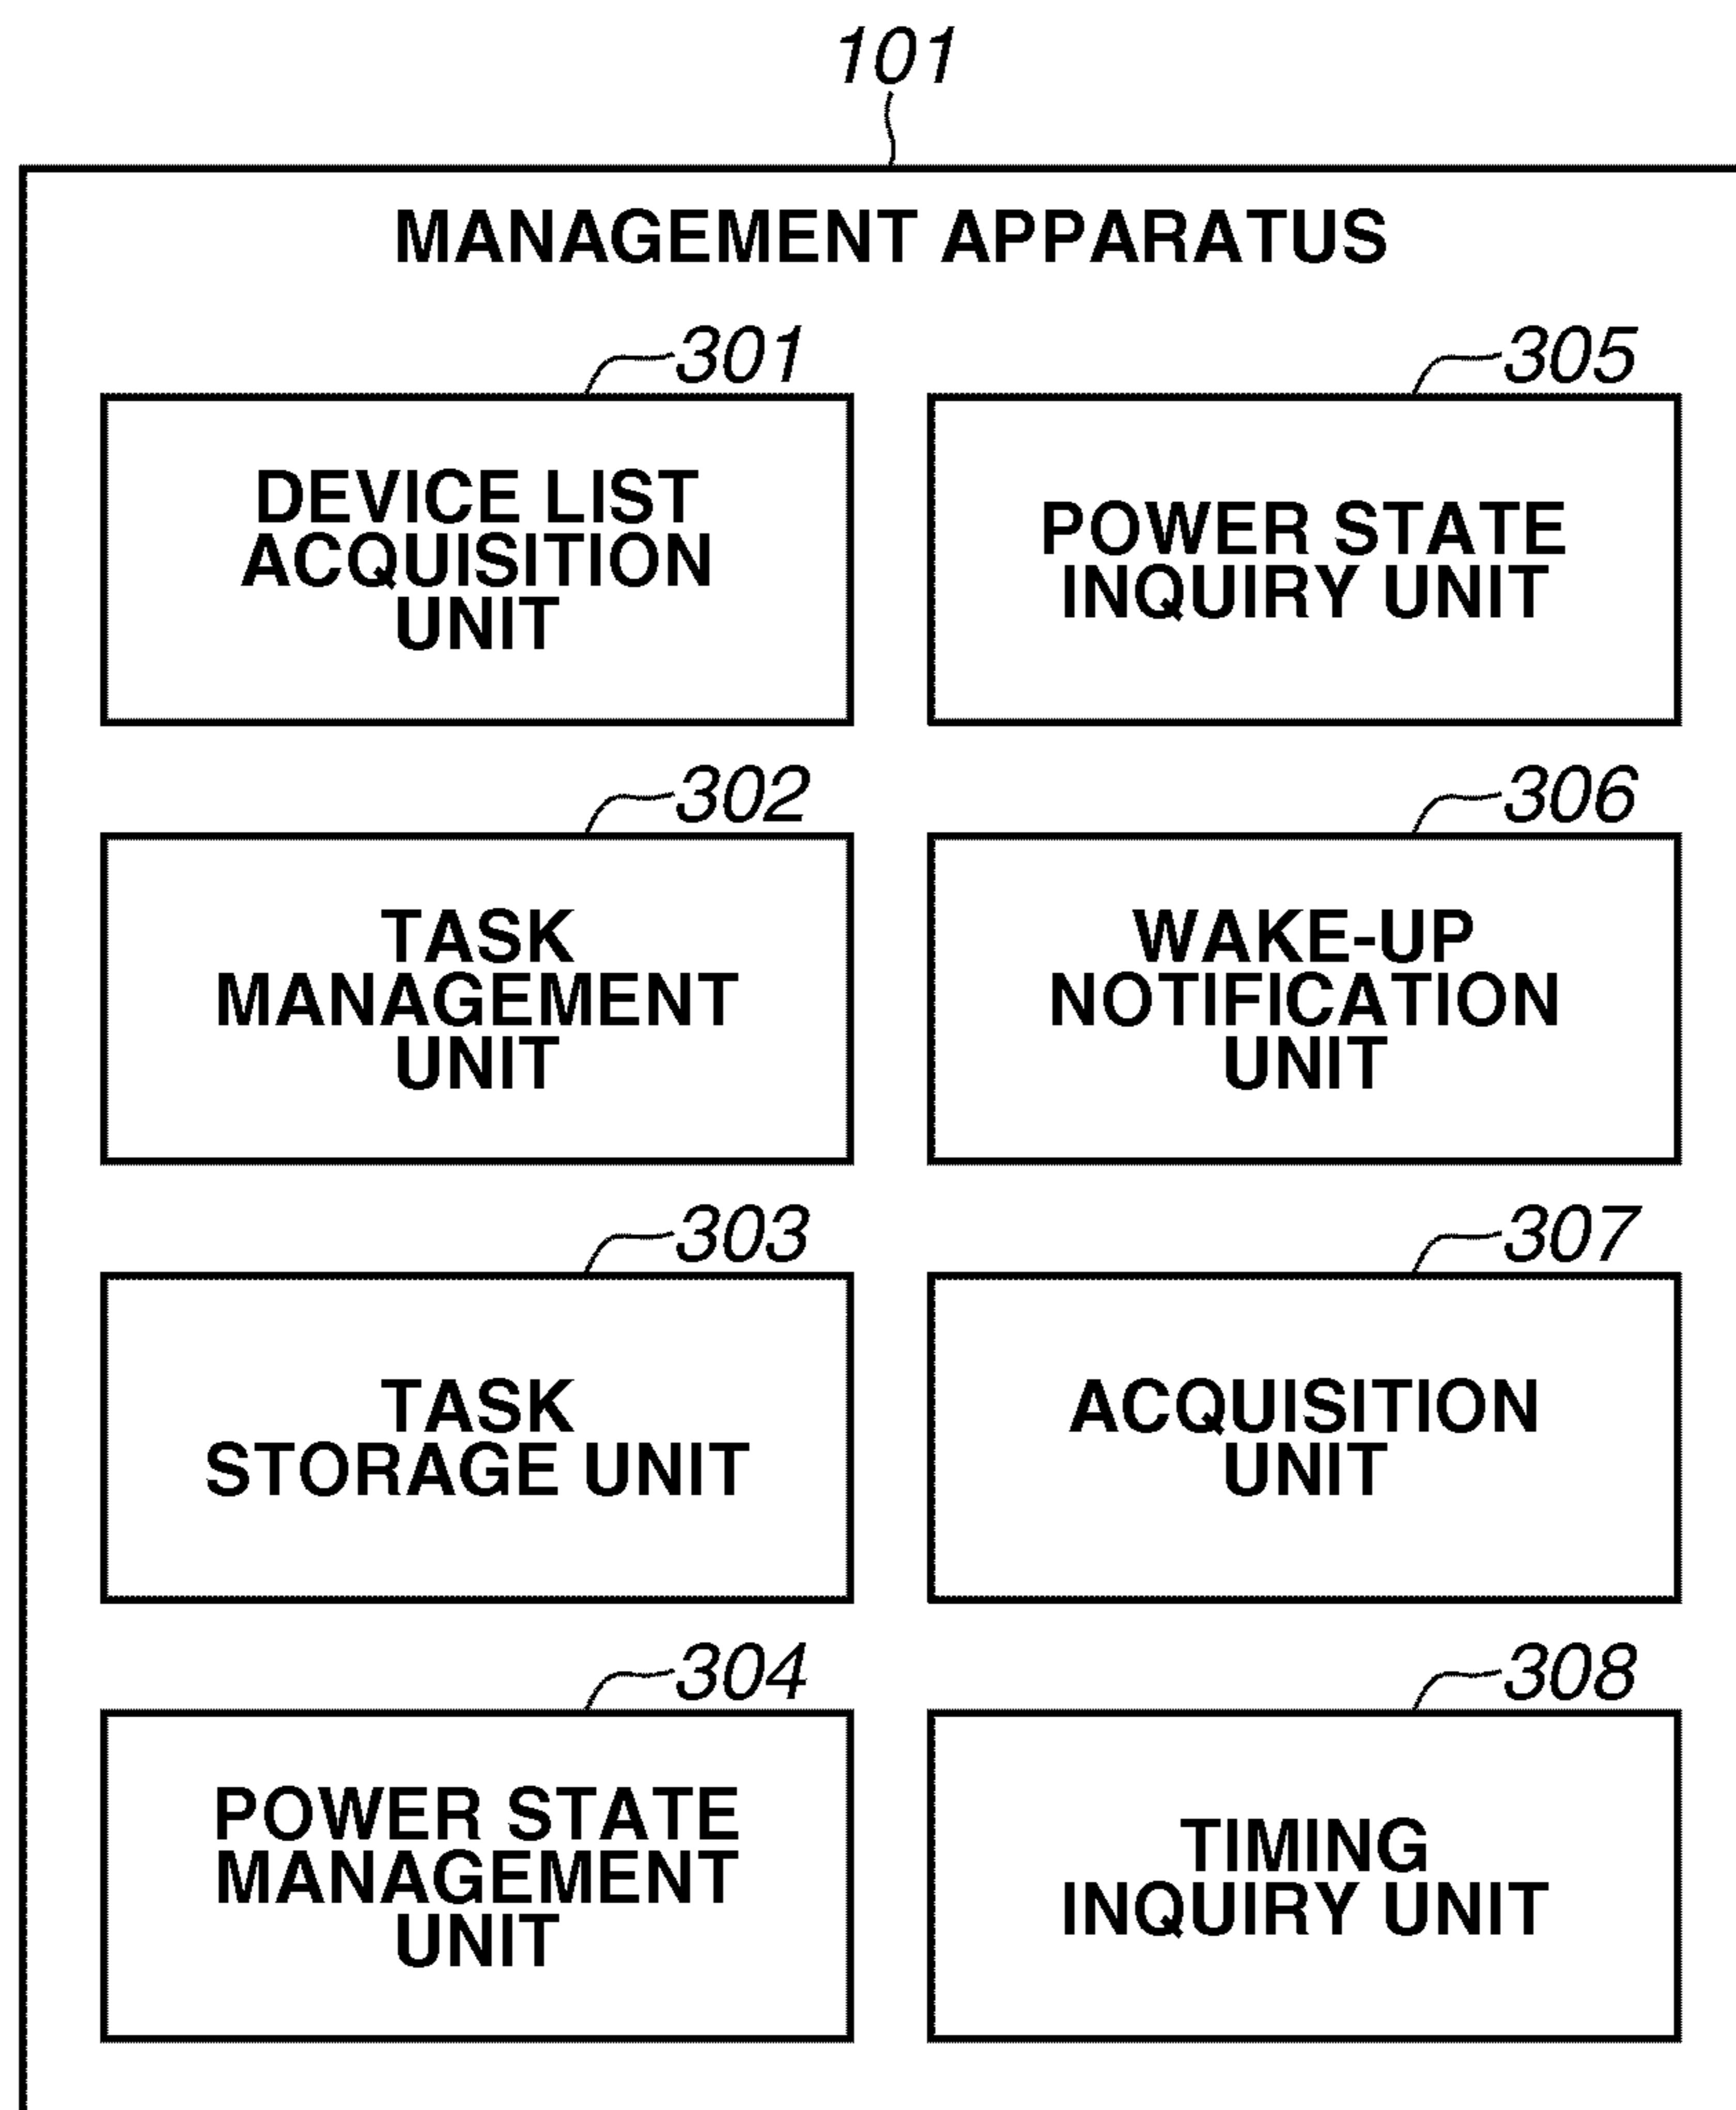 101
MANAGEMENT APPARATUS
301
DEVICE LIST
ACQUISITION
UNIT
305
POWER STATE
INQUIRY UNIT
302
TASK
MANAGEMENT
UNIT
306
WAKE-UP
NOTIFICATION
UNIT
303
TASK
STORAGE UNIT
307
ACQUISITION
UNIT
304
POWER STATE
MANAGEMENT
UNIT
308
TIMING
INQUIRY UNIT